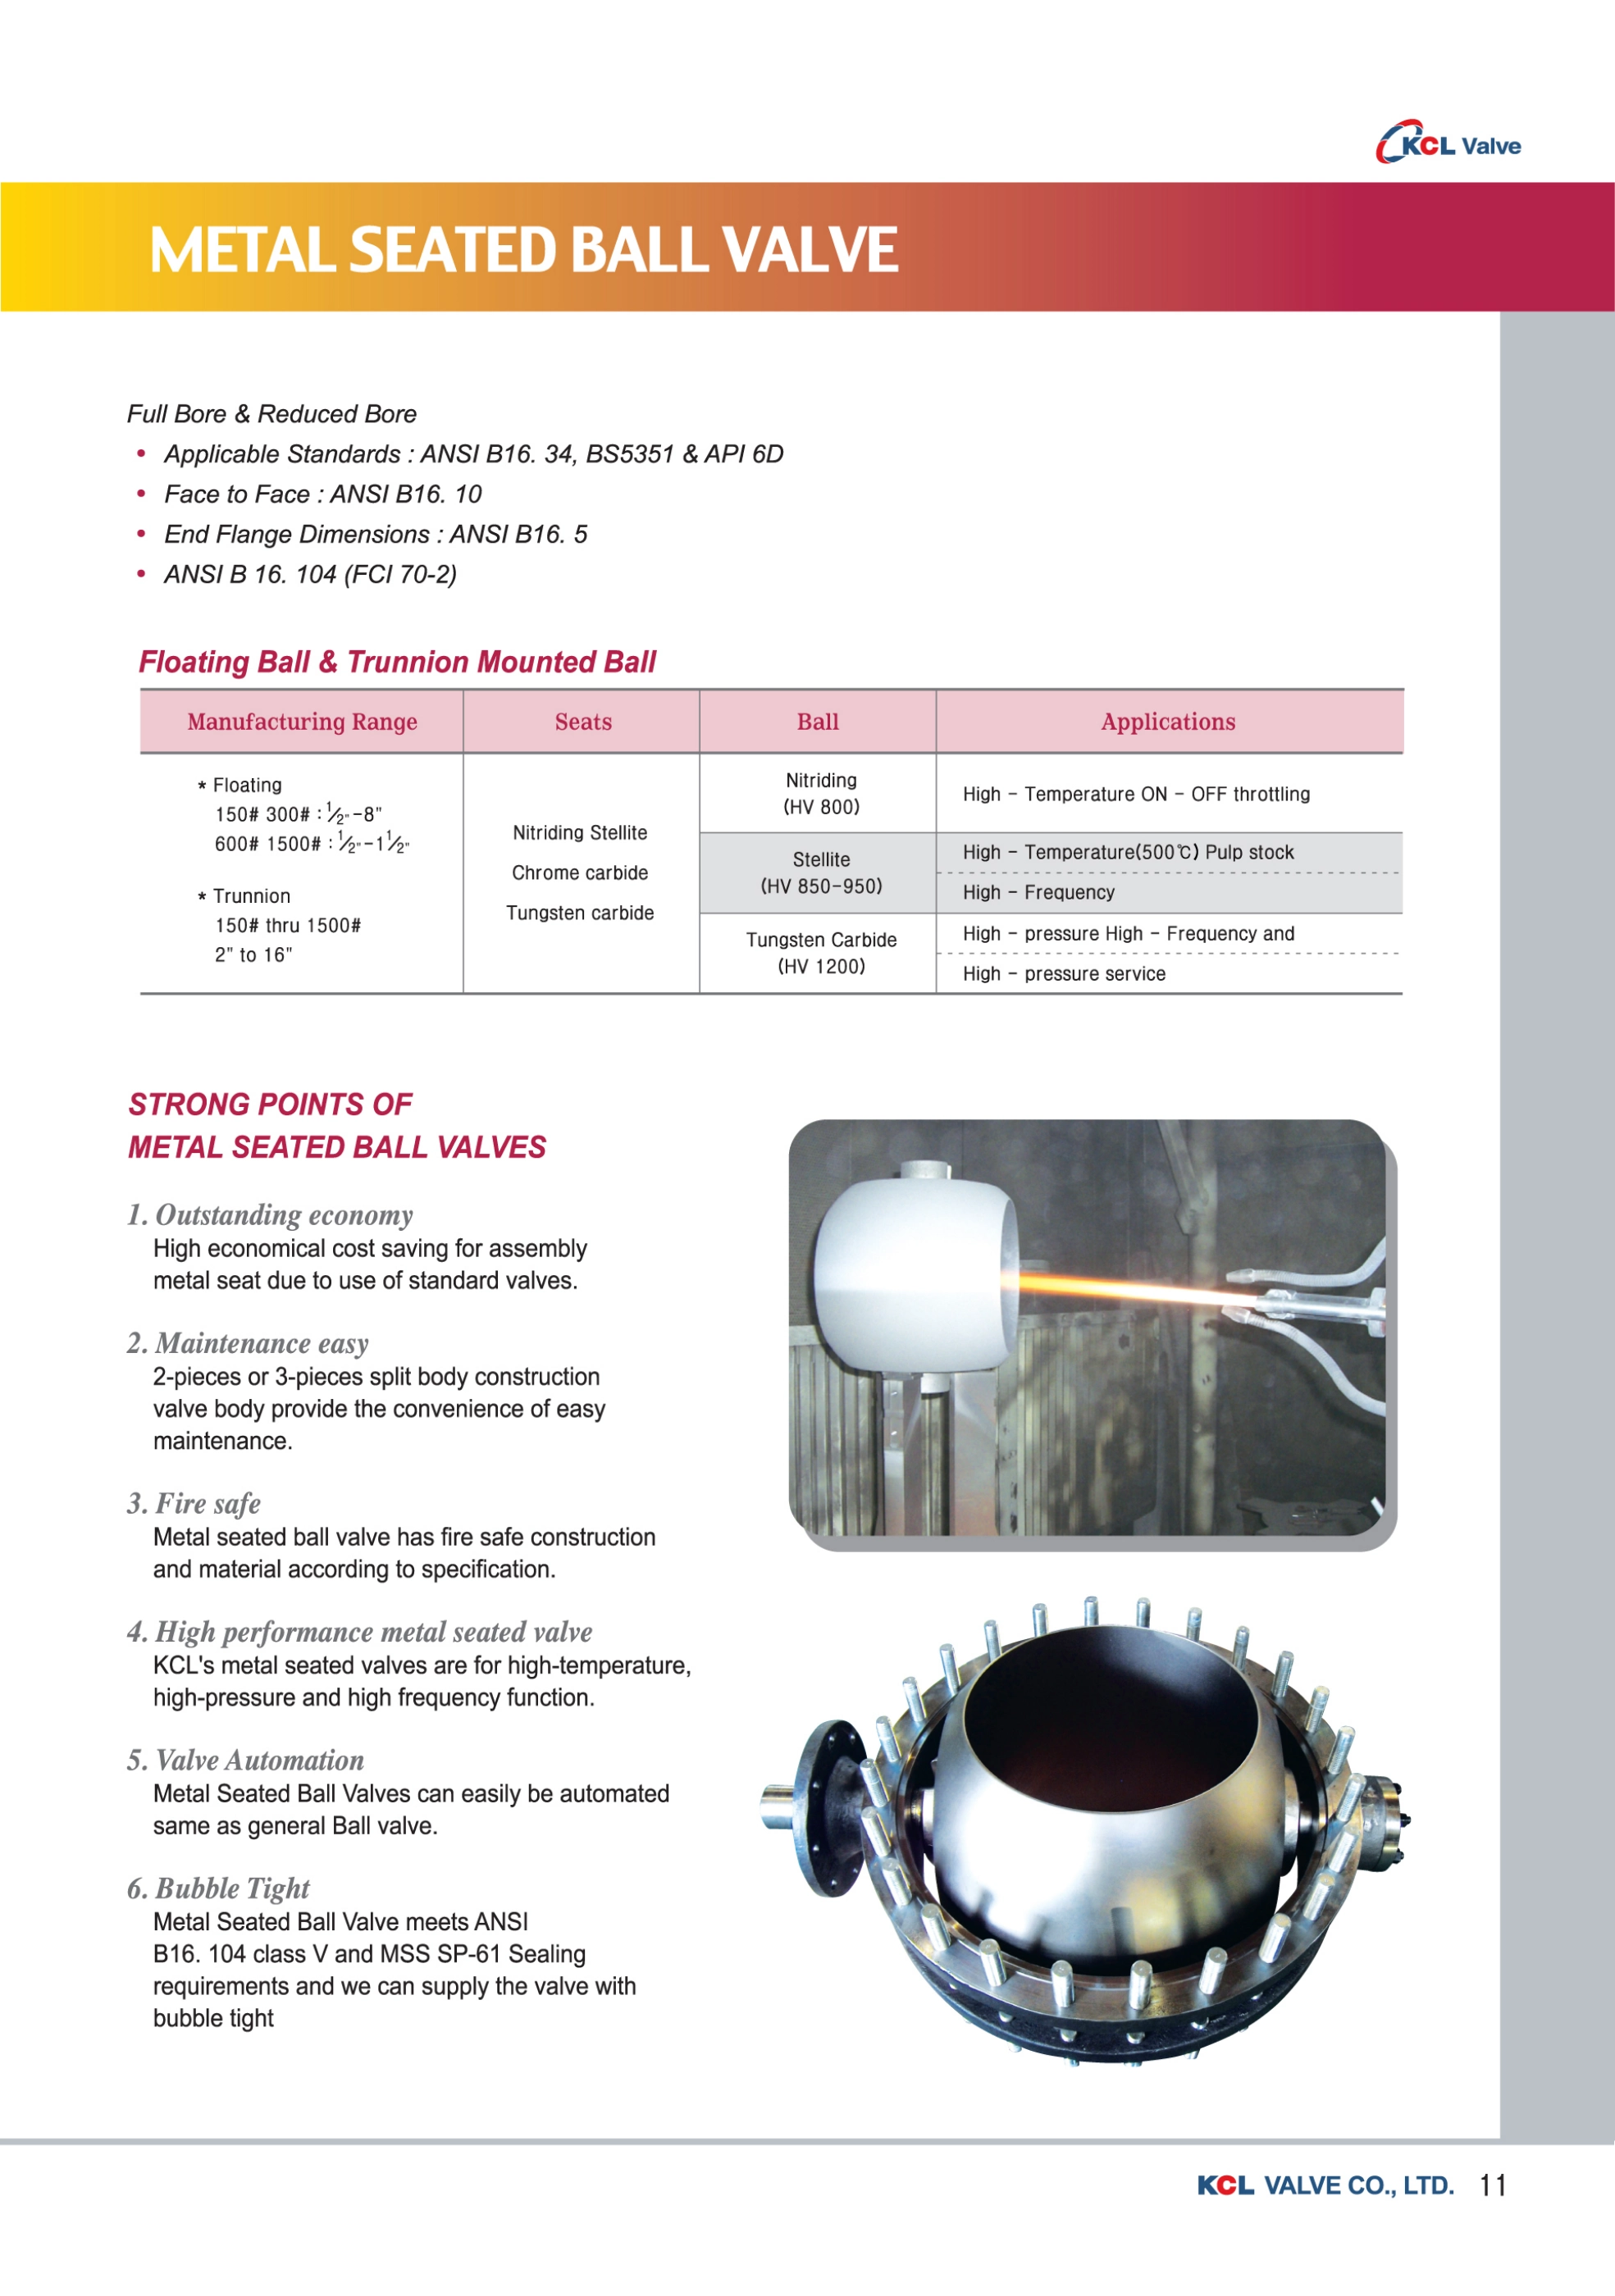 KCL Valve
METAL SEATED BALL VALVE
Full Bore & Reduced Bore
• Applicable Standards : ANSI B16. 34, BS5351 & API 6D
• Face to Face : ANSI B16. 10
• End Flange Dimensions : ANSI B16. 5
• ANSI B 16. 104 (FCI 70-2)
Floating Ball & Trunnion Mounted Ball
Manufacturing Range Seats Ball Applications
* Floating
150# 300# : 1/2"-8"
600# 1500# : 1/2"-1 1/2"
* Trunnion
150# thru 1500#
2" to 16"
Nitriding Stellite
Chrome carbide
Tungsten carbide
Nitriding
(HV 800)
High - Temperature ON - OFF throttling
Stellite
(HV 850-950)
High - Temperature(500℃) Pulp stock
High - Frequency
Tungsten Carbide
(HV 1200)
High - pressure High - Frequency and
High - pressure service
STRONG POINTS OF
METAL SEATED BALL VALVES
1. Outstanding economy
High economical cost saving for assembly
metal seat due to use of standard valves.
2. Maintenance easy
2-pieces or 3-pieces split body construction
valve body provide the convenience of easy
maintenance.
3. Fire safe
Metal seated ball valve has fire safe construction
and material according to specification.
4. High performance metal seated valve
KCL's metal seated valves are for high-temperature,
high-pressure and high frequency function.
5. Valve Automation
Metal Seated Ball Valves can easily be automated
same as general Ball valve.
6. Bubble Tight
Metal Seated Ball Valve meets ANSI
B16. 104 class V and MSS SP-61 Sealing
requirements and we can supply the valve with
bubble tight
KCL VALVE CO., LTD. 11